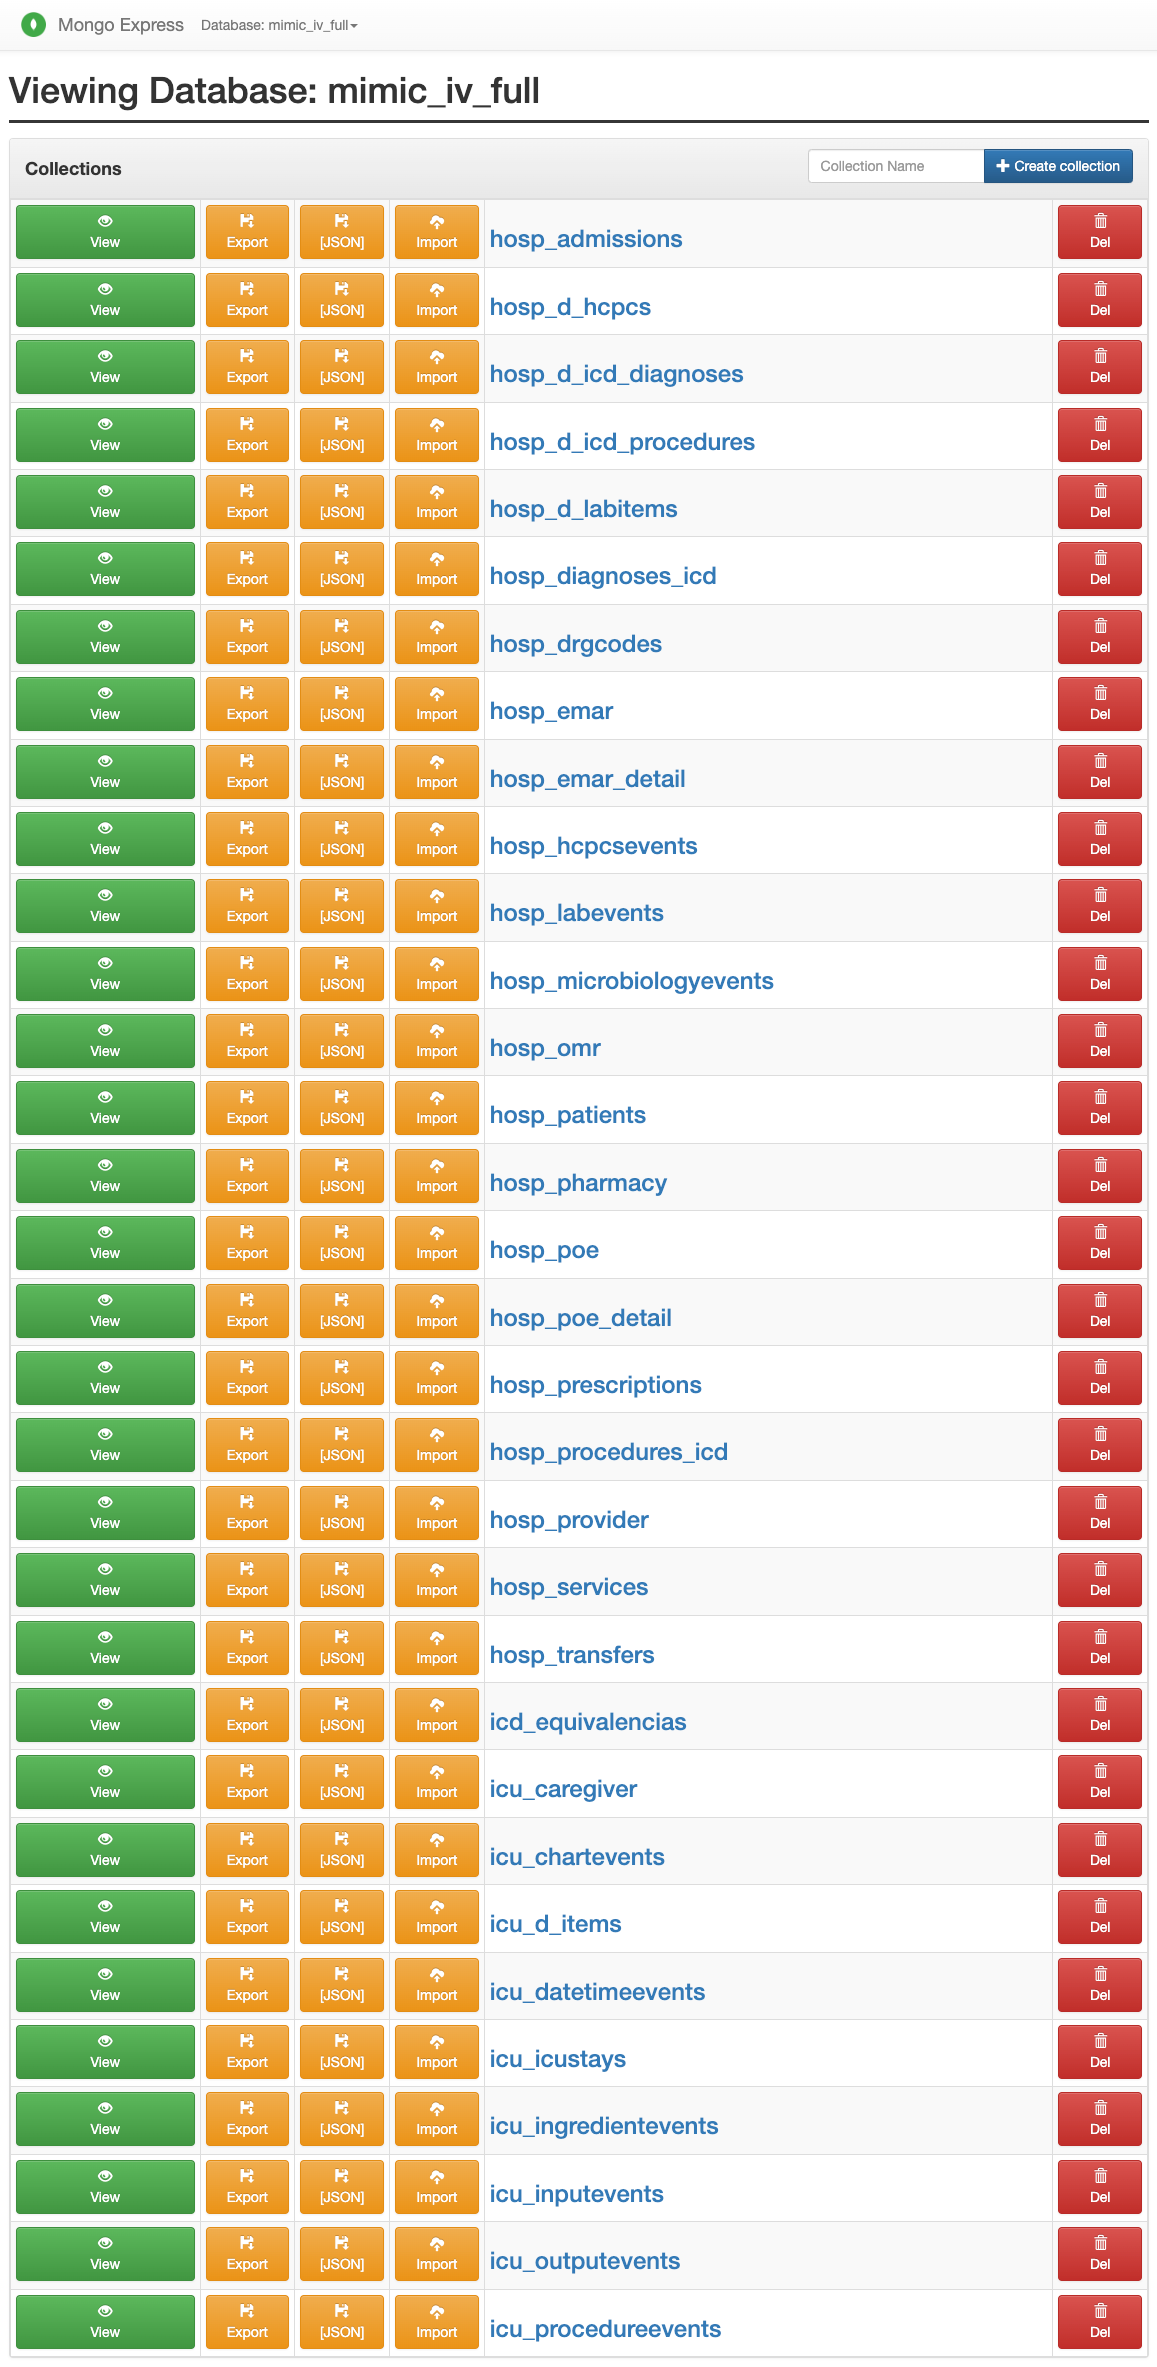 Mongo Express Database: mimic_iv_full
Viewing Database: mimic_iv_full
Collections Collection Name Create collection
View Export [JSON] Import hosp_admissions Del
View Export [JSON] Import hosp_d_hcpcs Del
View Export [JSON] Import hosp_d_icd_diagnoses Del
View Export [JSON] Import hosp_d_icd_procedures Del
View Export [JSON] Import hosp_d_labitems Del
View Export [JSON] Import hosp_diagnoses_icd Del
View Export [JSON] Import hosp_drgcodes Del
View Export [JSON] Import hosp_emar Del
View Export [JSON] Import hosp_emar_detail Del
View Export [JSON] Import hosp_hcpcsevents Del
View Export [JSON] Import hosp_labevents Del
View Export [JSON] Import hosp_microbiologyevents Del
View Export [JSON] Import hosp_omr Del
View Export [JSON] Import hosp_patients Del
View Export [JSON] Import hosp_pharmacy Del
View Export [JSON] Import hosp_poe Del
View Export [JSON] Import hosp_poe_detail Del
View Export [JSON] Import hosp_prescriptions Del
View Export [JSON] Import hosp_procedures_icd Del
View Export [JSON] Import hosp_provider Del
View Export [JSON] Import hosp_services Del
View Export [JSON] Import hosp_transfers Del
View Export [JSON] Import icd_equivalencias Del
View Export [JSON] Import icu_caregiver Del
View Export [JSON] Import icu_chartevents Del
View Export [JSON] Import icu_d_items Del
View Export [JSON] Import icu_datetimeevents Del
View Export [JSON] Import icu_icustays Del
View Export [JSON] Import icu_ingredientevents Del
View Export [JSON] Import icu_inputevents Del
View Export [JSON] Import icu_outputevents Del
View Export [JSON] Import icu_procedureevents Del